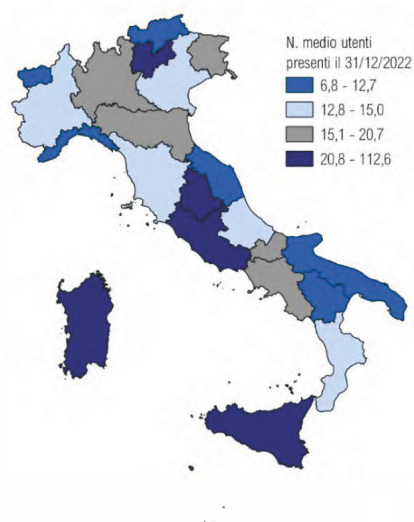 N. medio utenti
presenti il 31/12/2022
6,8 - 12,7
12,8 - 15,0
15,1 - 20,7
20,8 - 112,6